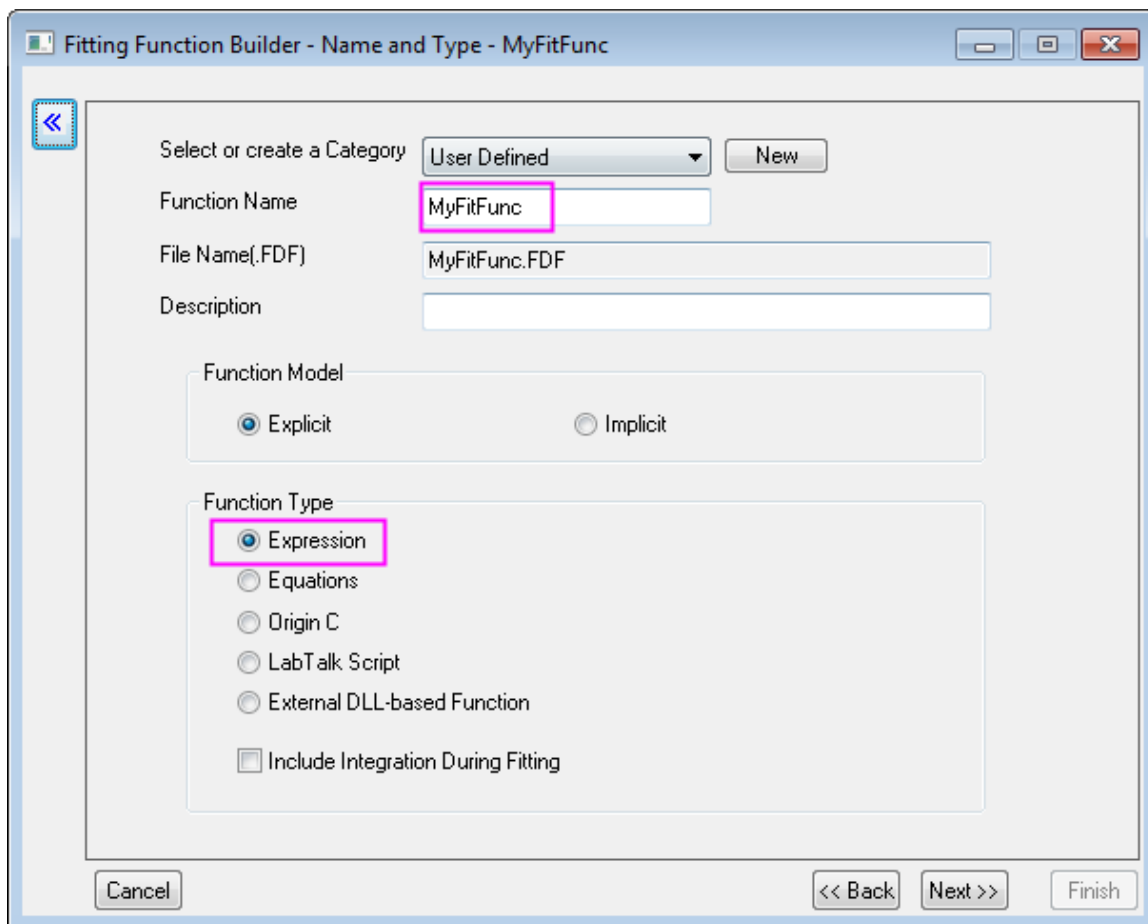 Fitting Function Builder - Name and Type - MyFitFunc
Select or create a Category User Defined New
Function Name MyFitFunc
File Name(.FDF) MyFitFunc.FDF
Description
Function Model
Explicit Implicit
Function Type
Expression
Equations
Origin C
LabTalk Script
External DLL-based Function
Include Integration During Fitting
Cancel << Back Next >> Finish